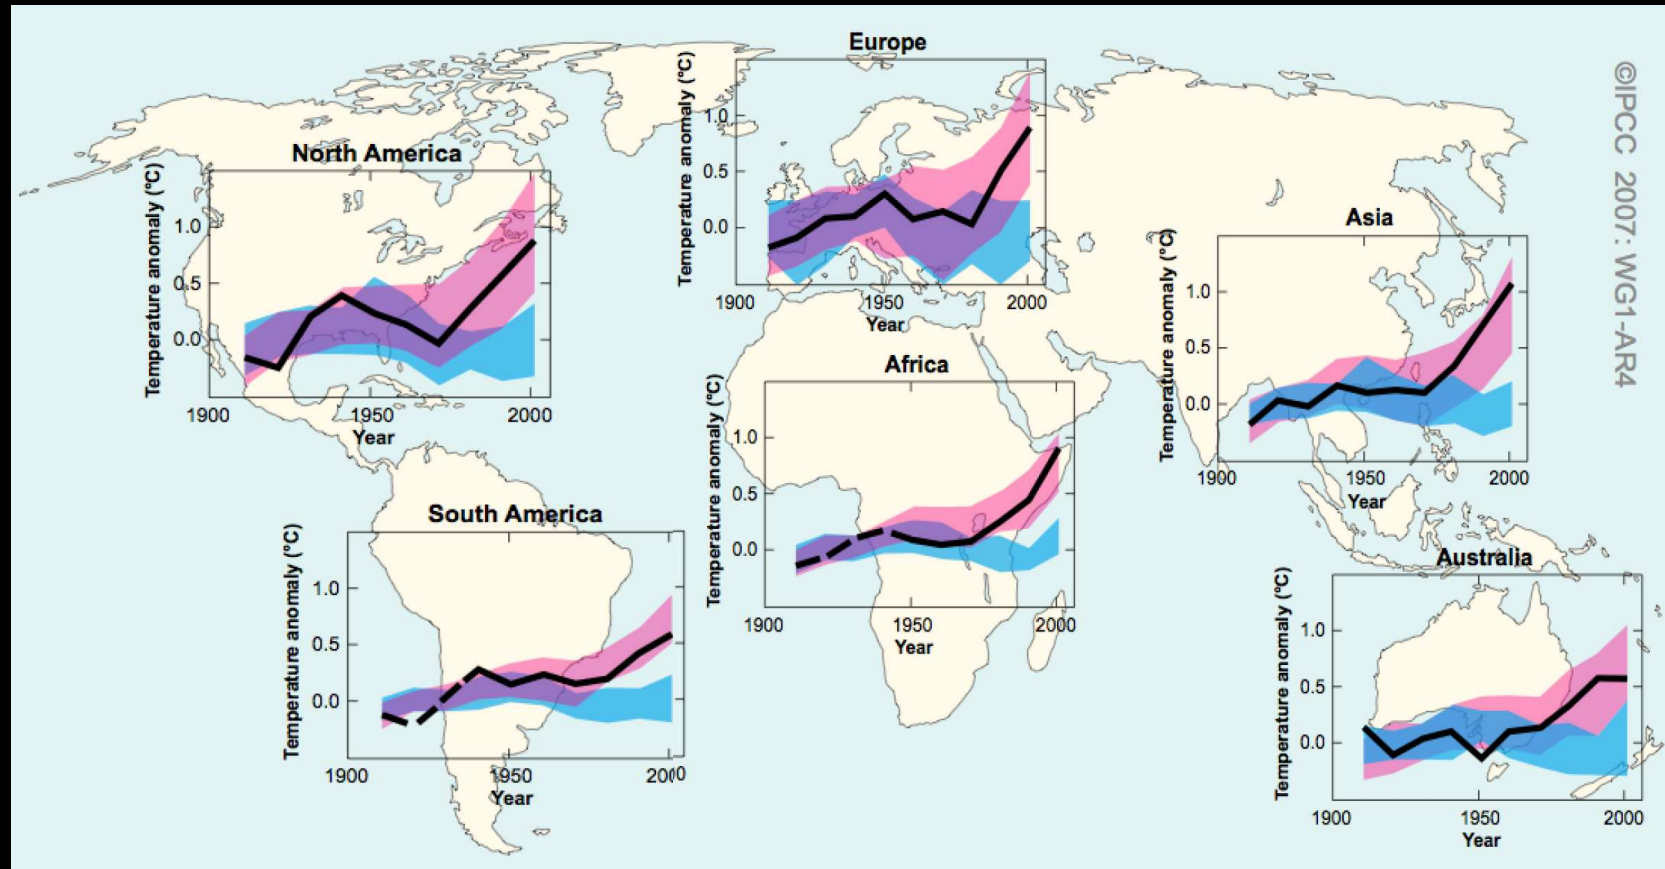 Europe
Temperature anomaly (°C)
1.0
0.5
0.0
1900
1950
2000
Year
North America
Temperature anomaly (°C)
1.0
0.5
0.0
1900
1950
2000
Year
Asia
Temperature anomaly (°C)
1.0
0.5
0.0
1900
1950
2000
Year
Africa
Temperature anomaly (°C)
1.0
0.5
0.0
1900
1950
2000
Year
South America
Temperature anomaly (°C)
1.0
0.5
0.0
1900
1950
2000
Year
Australia
Temperature anomaly (°C)
1.0
0.5
0.0
1900
1950
2000
Year
©IPCC 2007: WG1-AR4